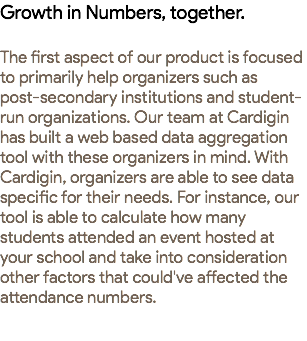 Growth in Numbers, together.
The first aspect of our product is focused
to primarily help organizers such as
post-secondary institutions and student-
run organizations. Our team at Cardigin
has built a web based data aggregation
tool with these organizers in mind. With
Cardigin, organizers are able to see data
specific for their needs. For instance, our
tool is able to calculate how many
students attended an event hosted at
your school and take into consideration
other factors that could've affected the
attendance numbers.